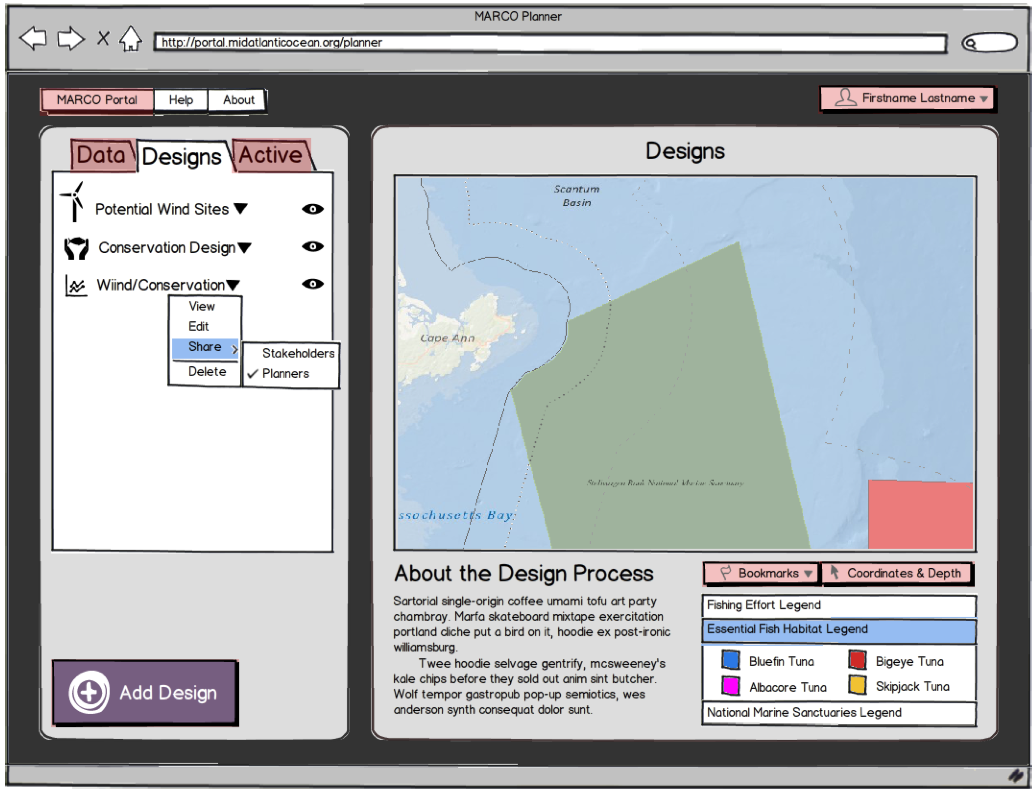 MARCO Planner
http://portal.midatlanticocean.org/planner
MARCO Portal Help About
Firstname Lastname
Data Designs Active
Potential Wind Sites
Conservation Design
Wiind/Conservation
View
Edit
Share
Delete
Stakeholders
Planners
Add Design
Designs
Scantum
Basin
Cape Ann
Stellwagen Bank National Marine Sanctuary
ssachusetts Bay
About the Design Process
Sartorial single-origin coffee umami tofu art party
chambray. Marfa skateboard mixtape exercitation
portland cliche put a bird on it, hoodie ex post-ironic
williamsburg.
Twee hoodie selvage gentrify, mcsweeney's
kale chips before they sold out anim sint butcher.
Wolf tempor gastropub pop-up semiotics, wes
anderson synth consequat dolor sunt.
Bookmarks Coordinates & Depth
Fishing Effort Legend
Essential Fish Habitat Legend
Bluefin Tuna Bigeye Tuna
Albacore Tuna Skipjack Tuna
National Marine Sanctuaries Legend